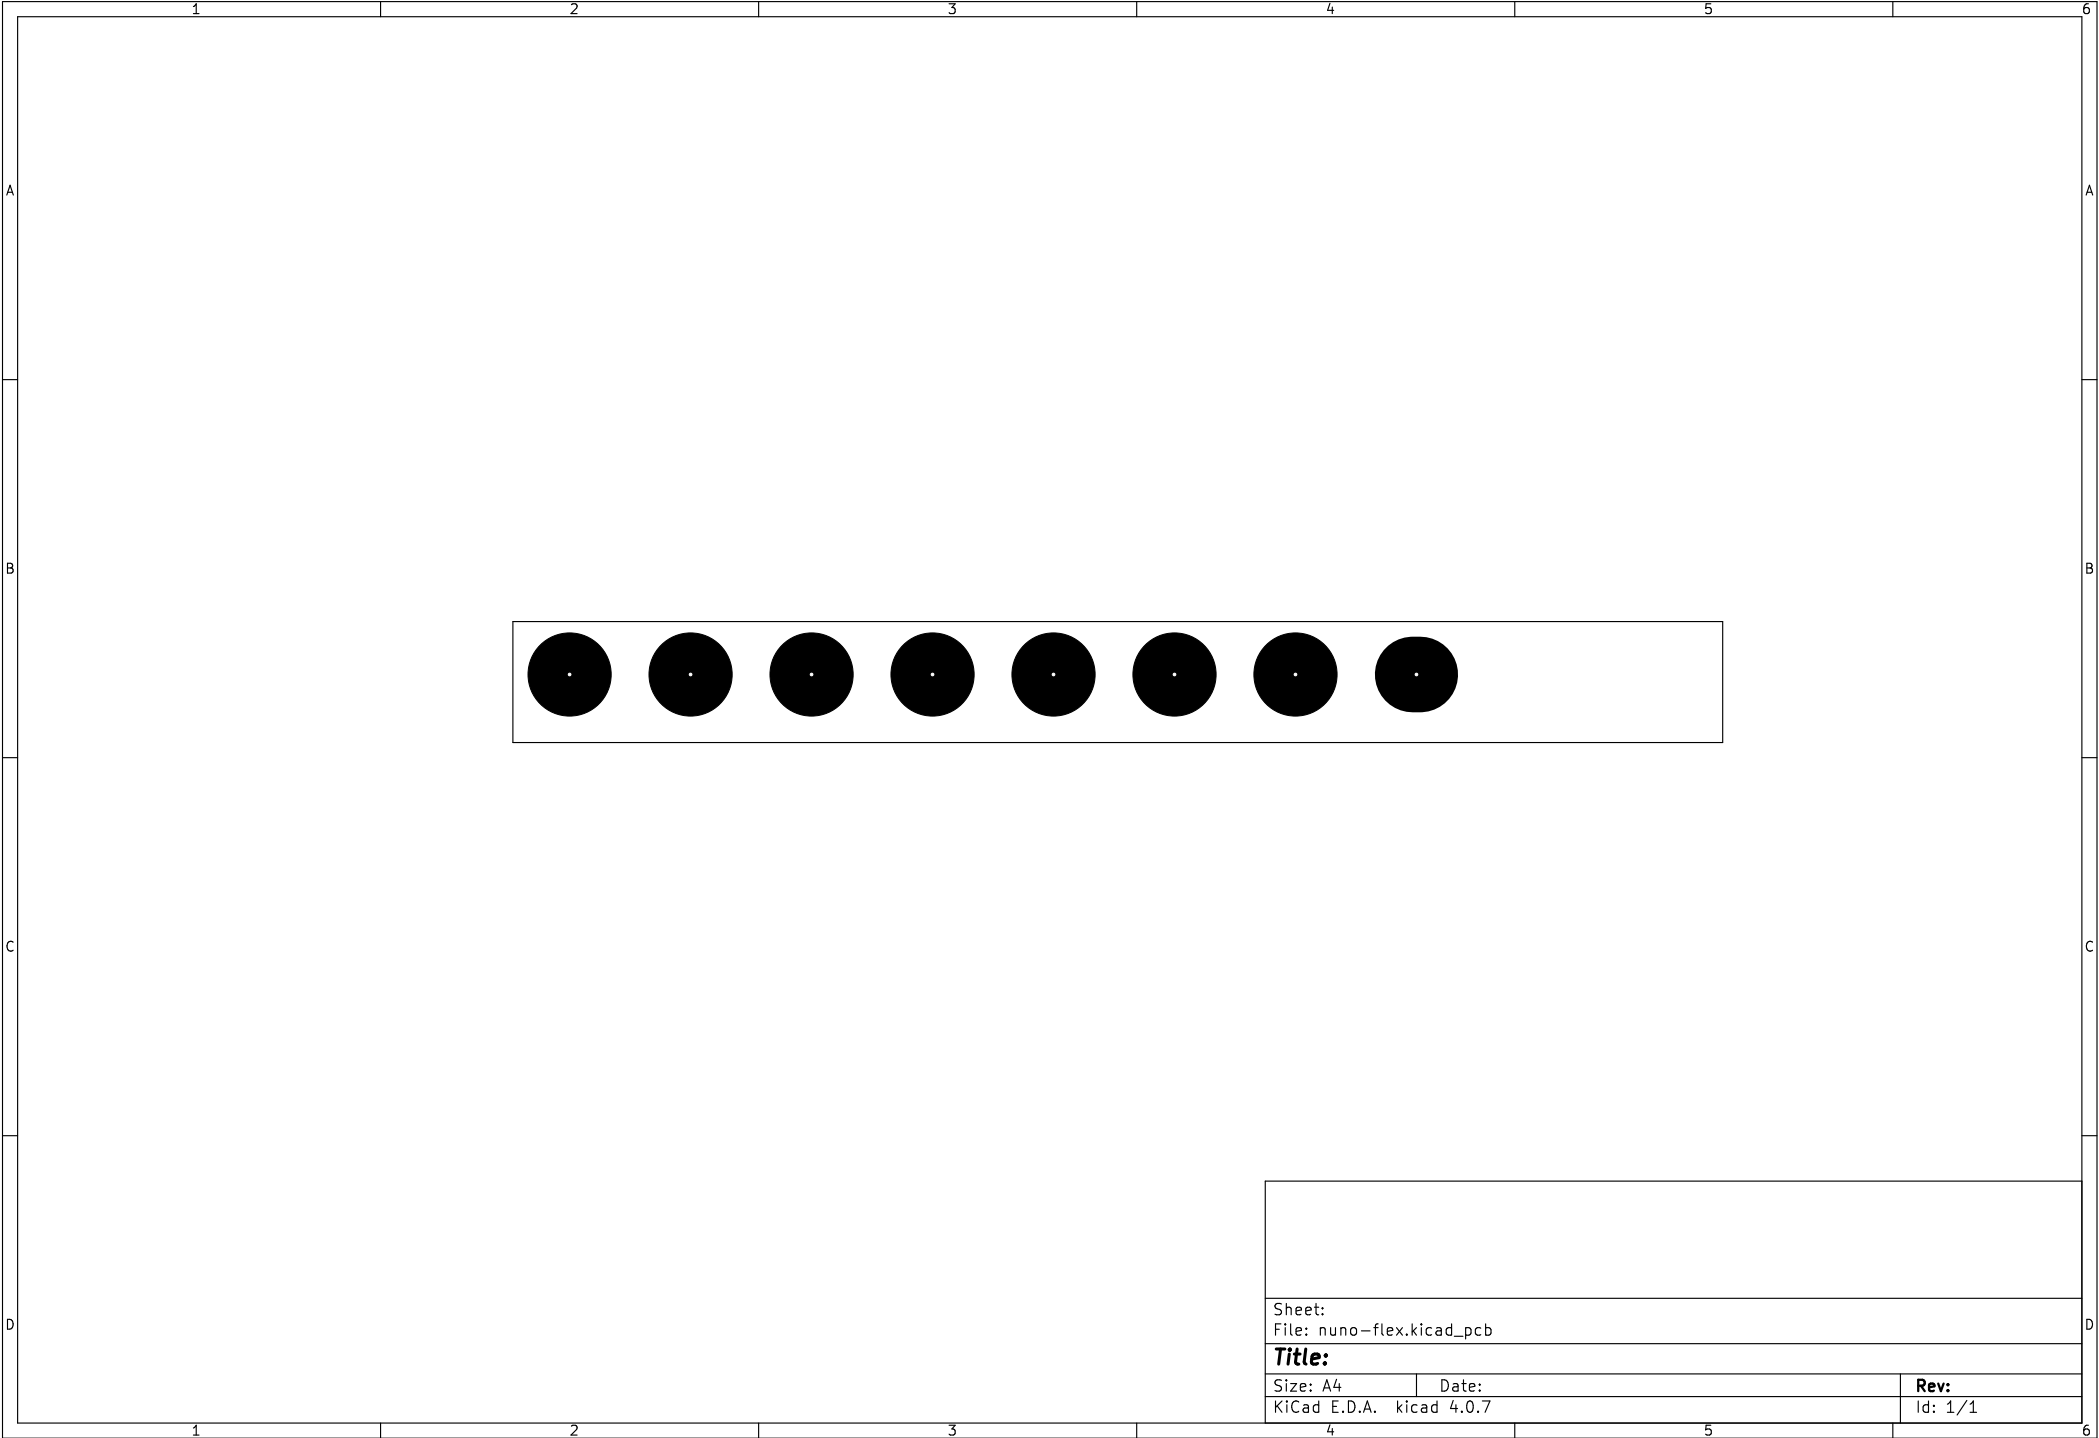 1 2 3 4 5 6
A A
B B
C C
Sheet:
File: nuno-flex.kicad_pcb
D D
Title:
Size: A4 Date: Rev:
KiCad E.D.A. kicad 4.0.7 Id: 1/1
1 2 3 4 5 6